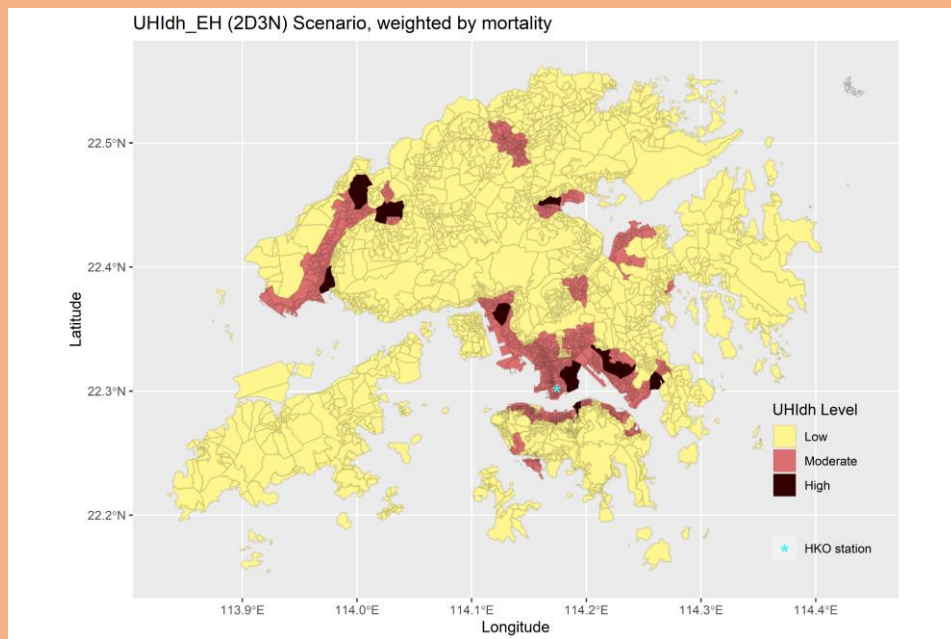 UHIdh_EH (2D3N) Scenario, weighted by mortality
22.5°N
22.4°N
22.3°N
22.2°N
Latitude
113.9°E
114.0°E
114.1°E
114.2°E
114.3°E
114.4°E
Longitude
UHIdh Level
Low
Moderate
High
* HKO station